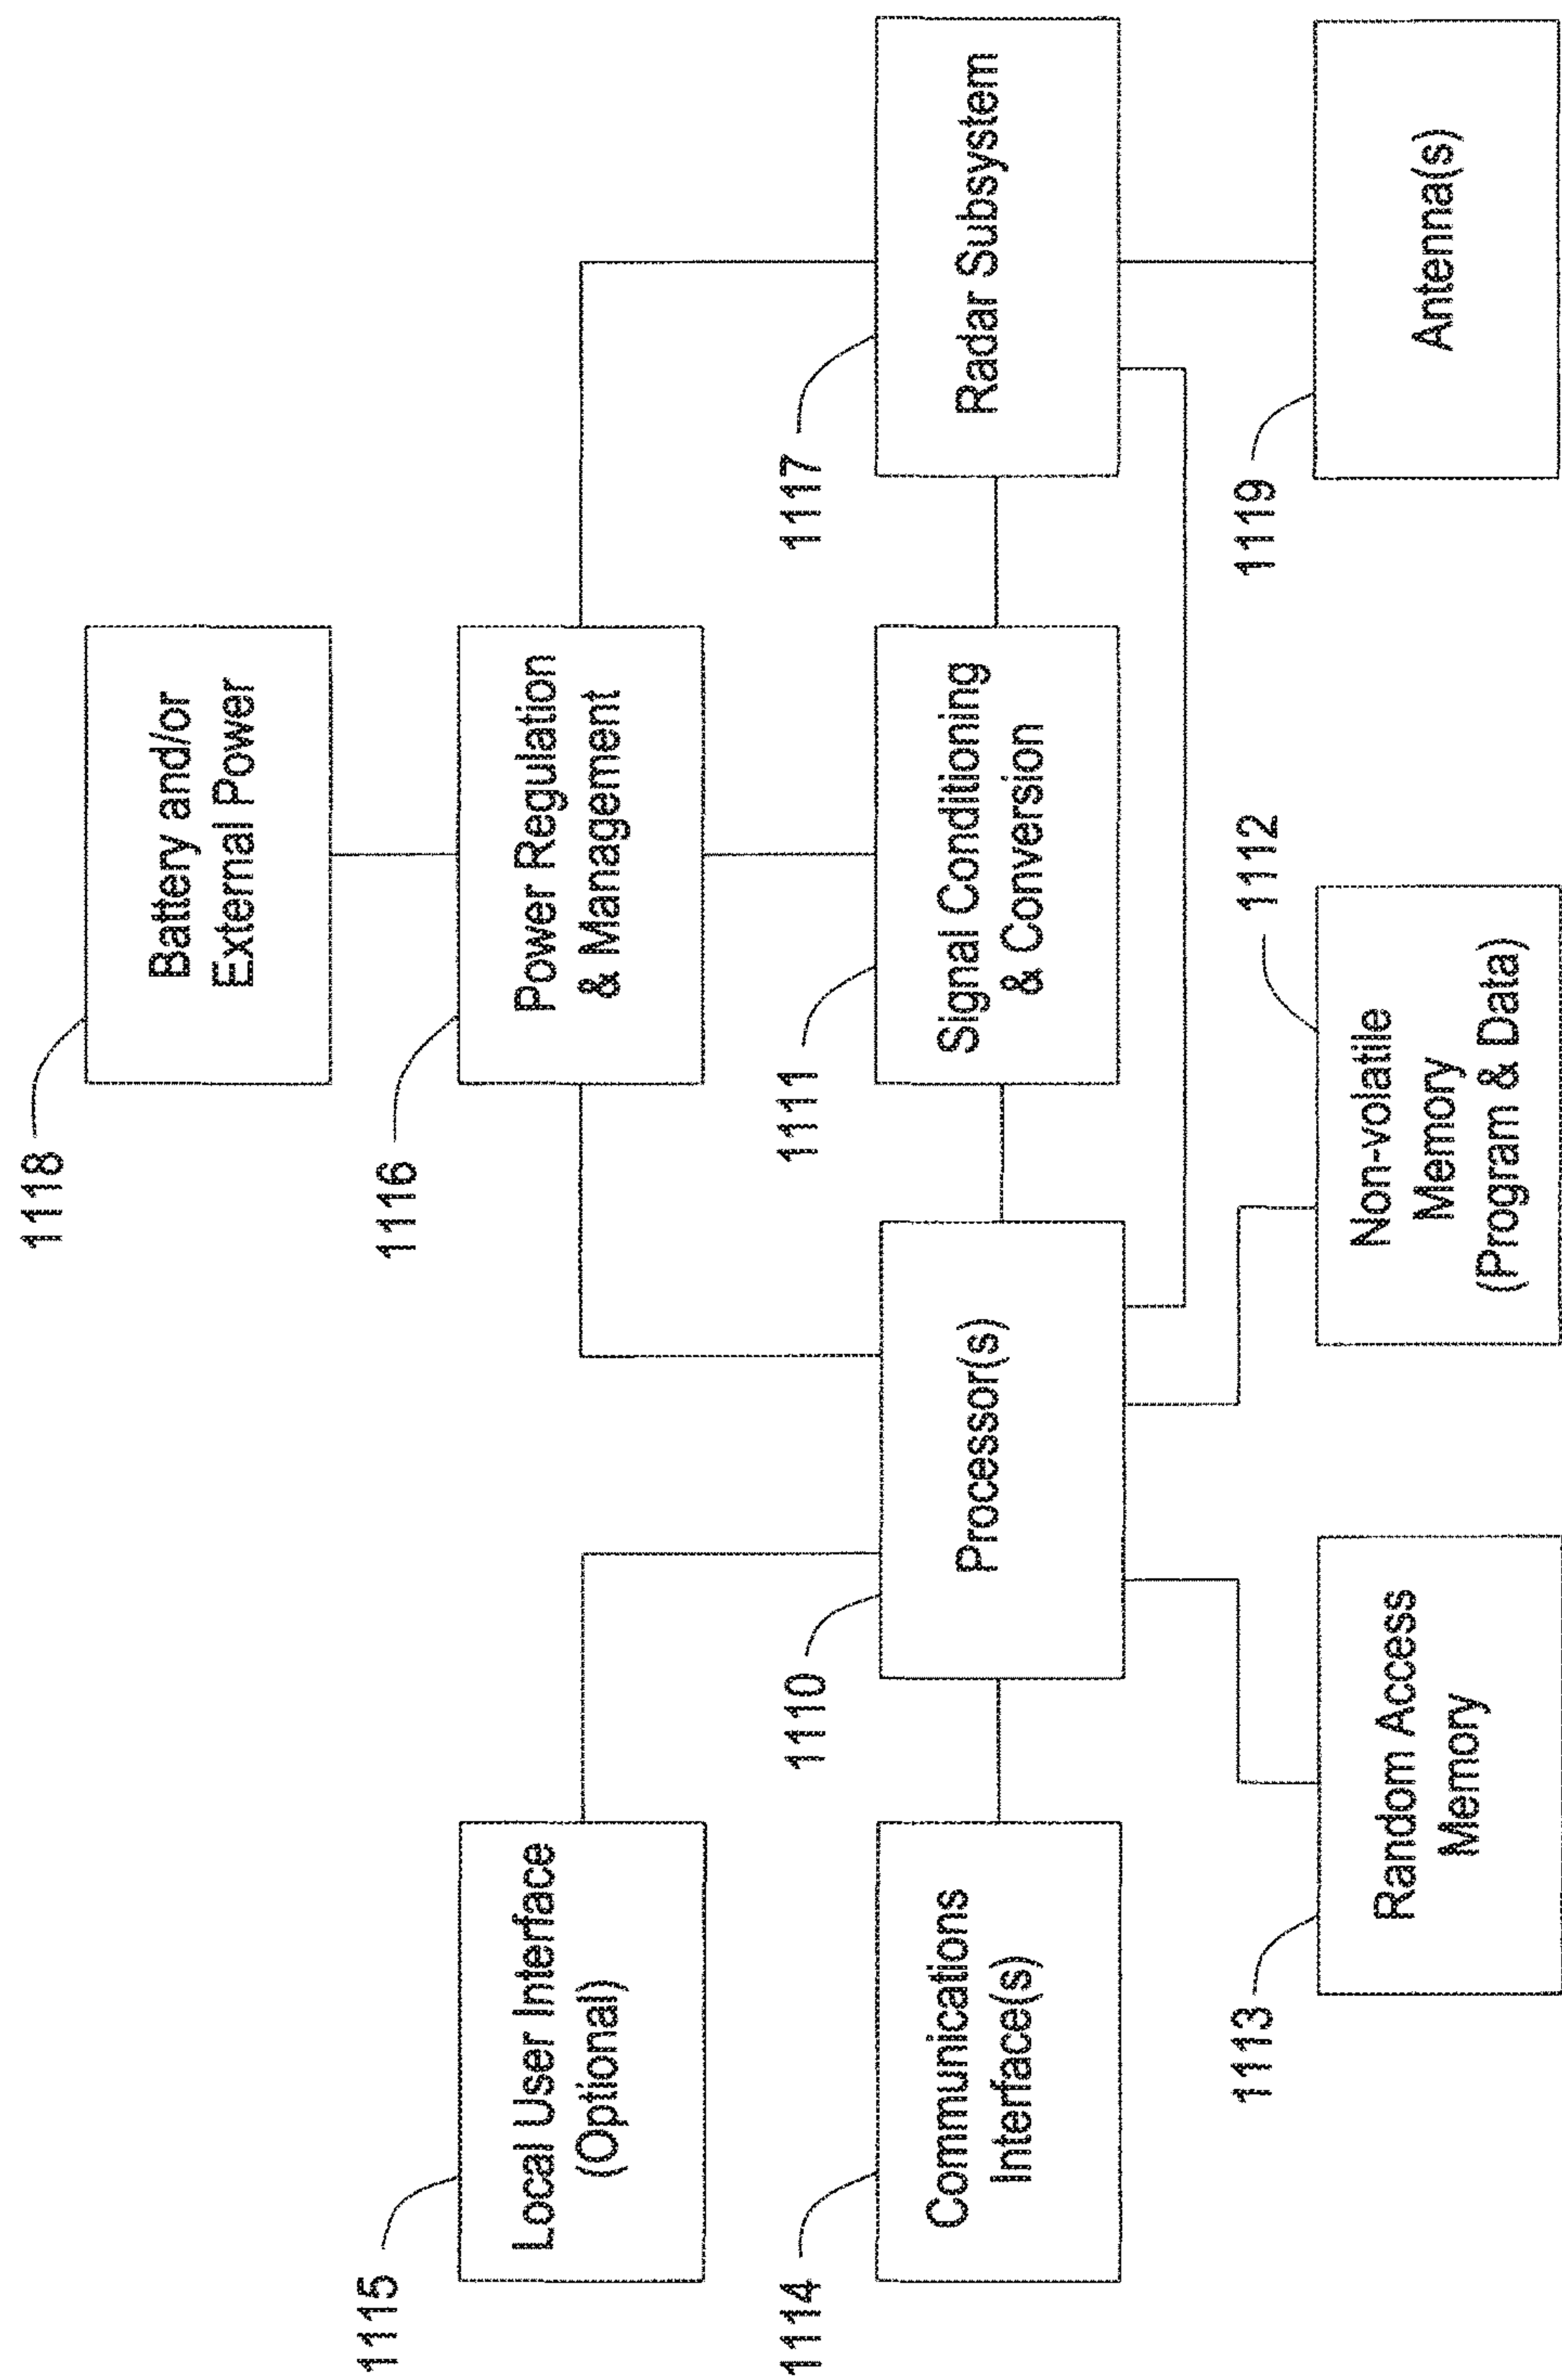 1118
Battery and/or
External Power
1115
Local User Interface
(Optional)
1116
Power Regulation
& Management
1114
Communications
Interface(s)
1110
Processor(s)
1111
Signal Conditioning
& Conversion
1117
Radar Subsystem
1113
Random Access
Memory
1112
Non-volatile
Memory
(Program & Data)
1119
Antenna(s)